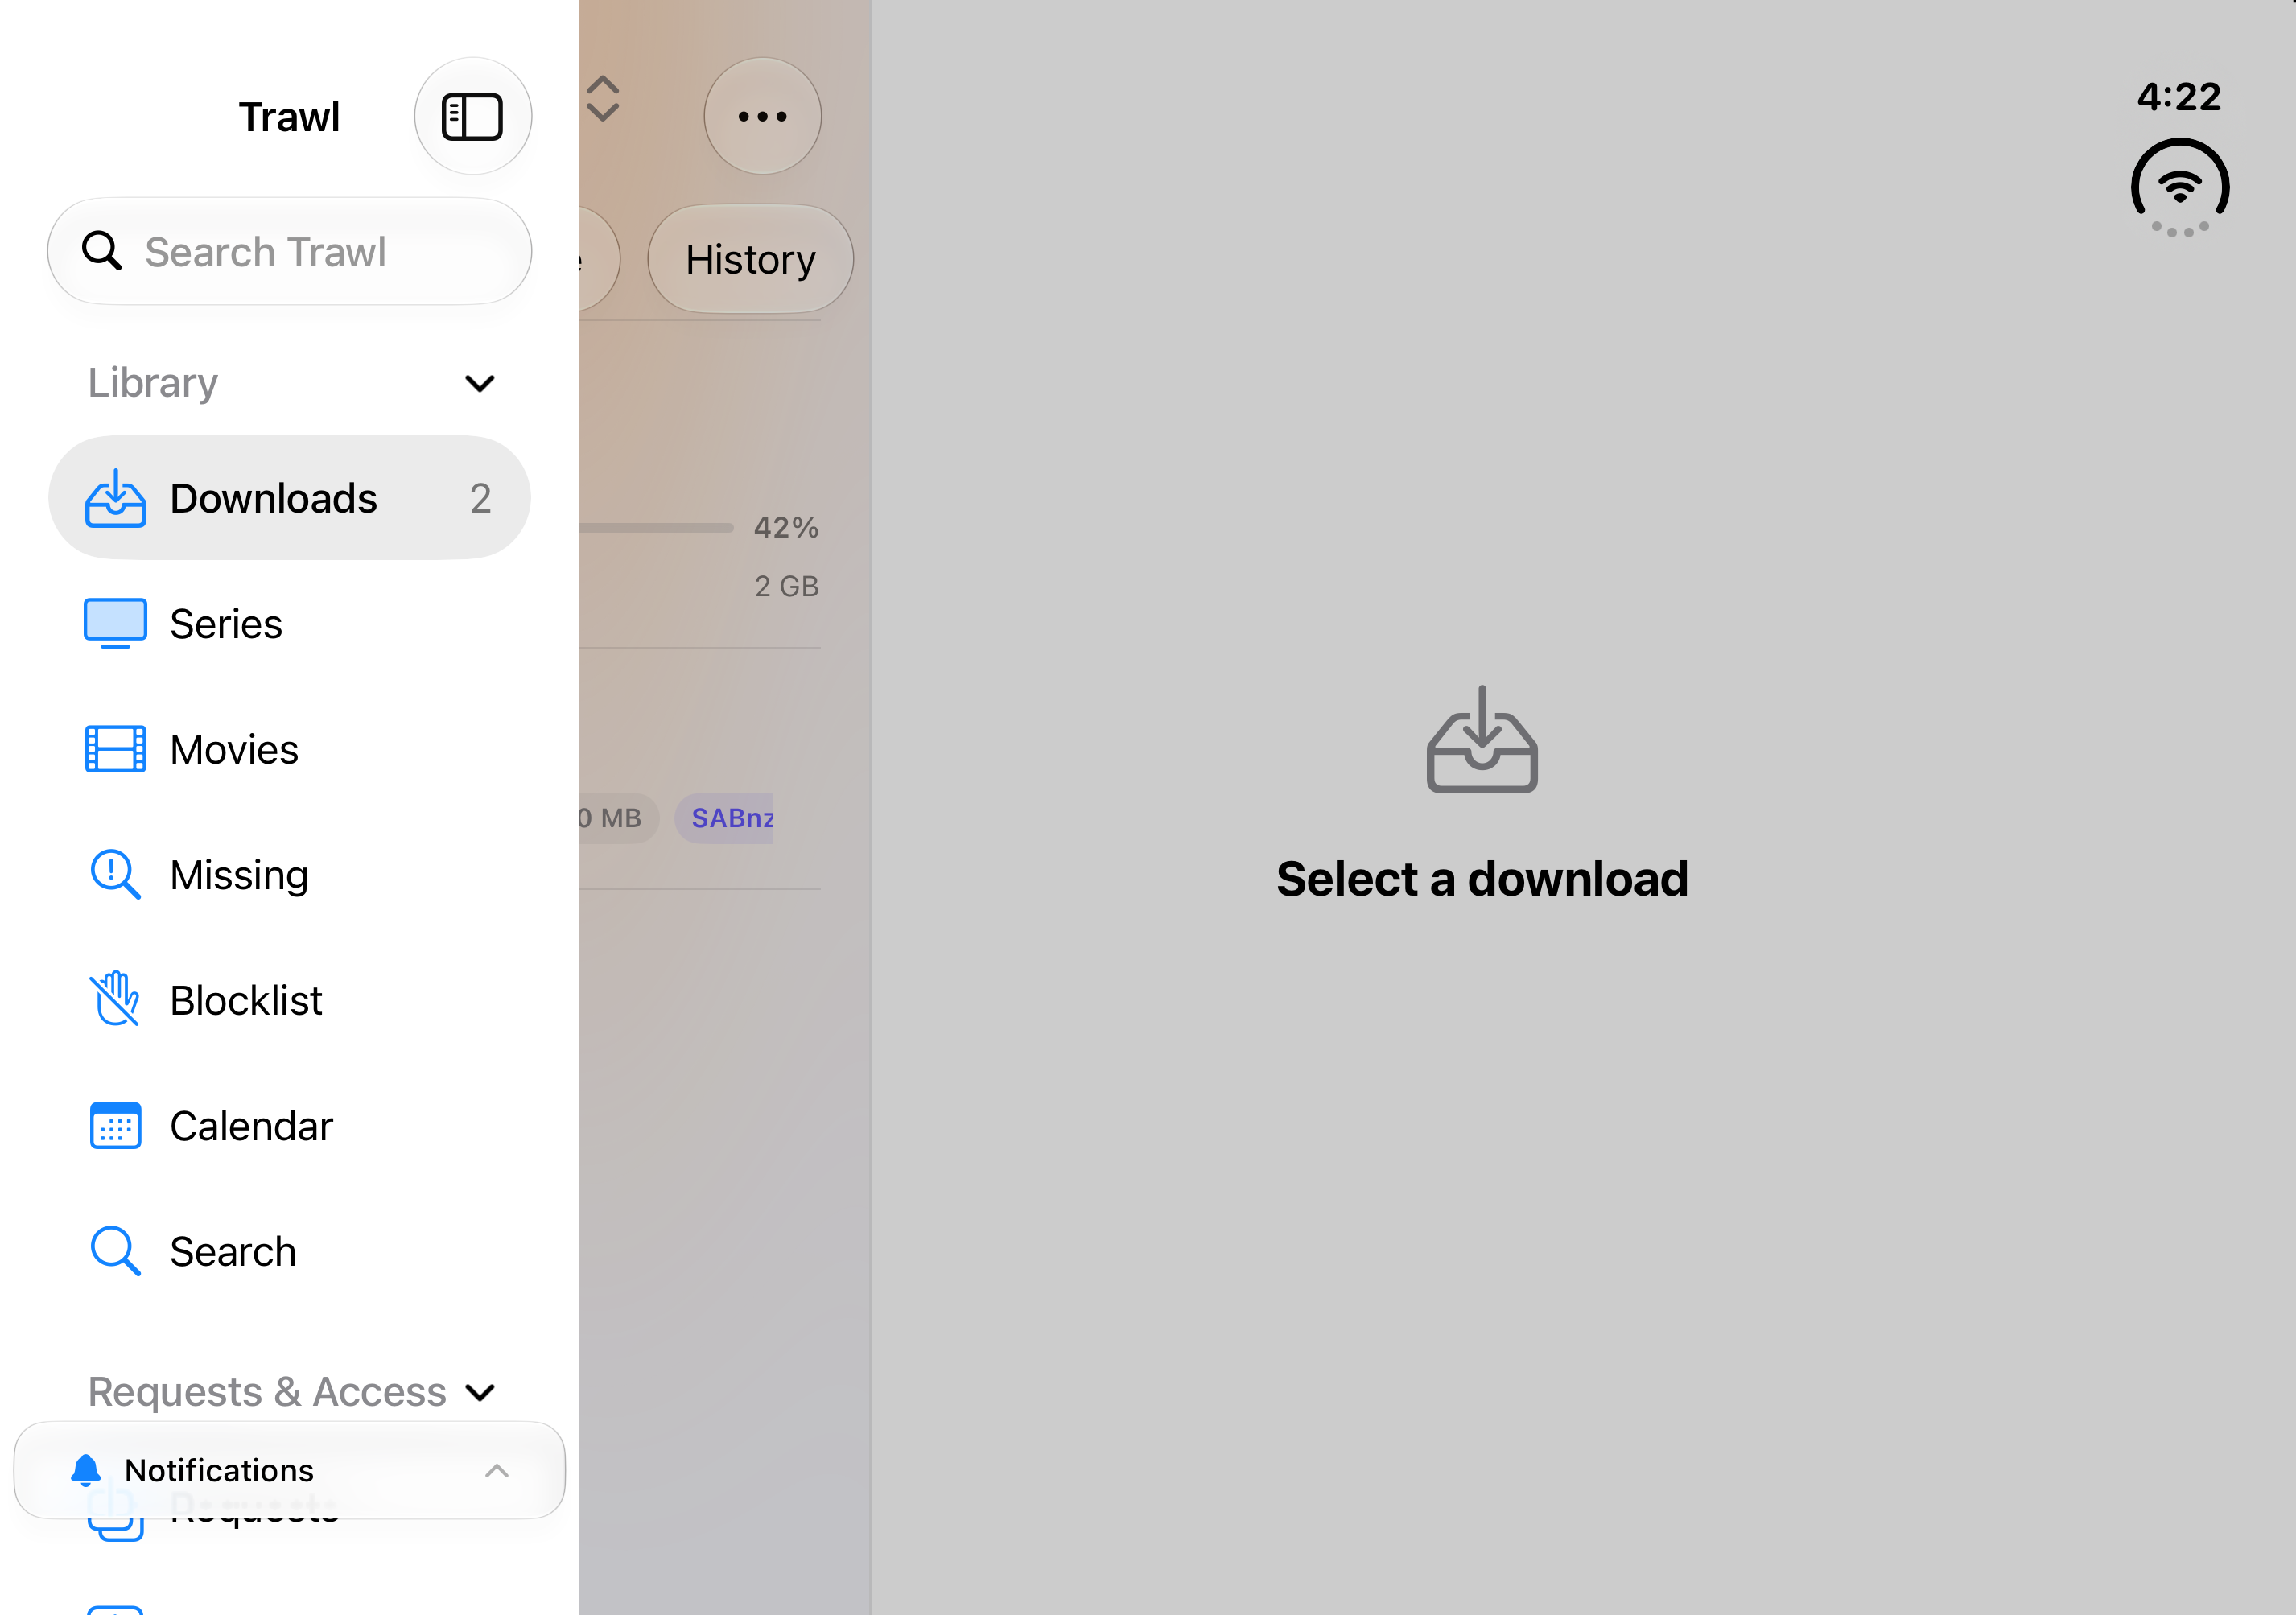 Trawl
4:22
Search Trawl
History
Library
Downloads 2
42%
2 GB
Series
Movies
0 MB
SABnz
Missing
Select a download
Blocklist
Calendar
Search
Requests & Access
Notifications
Requests